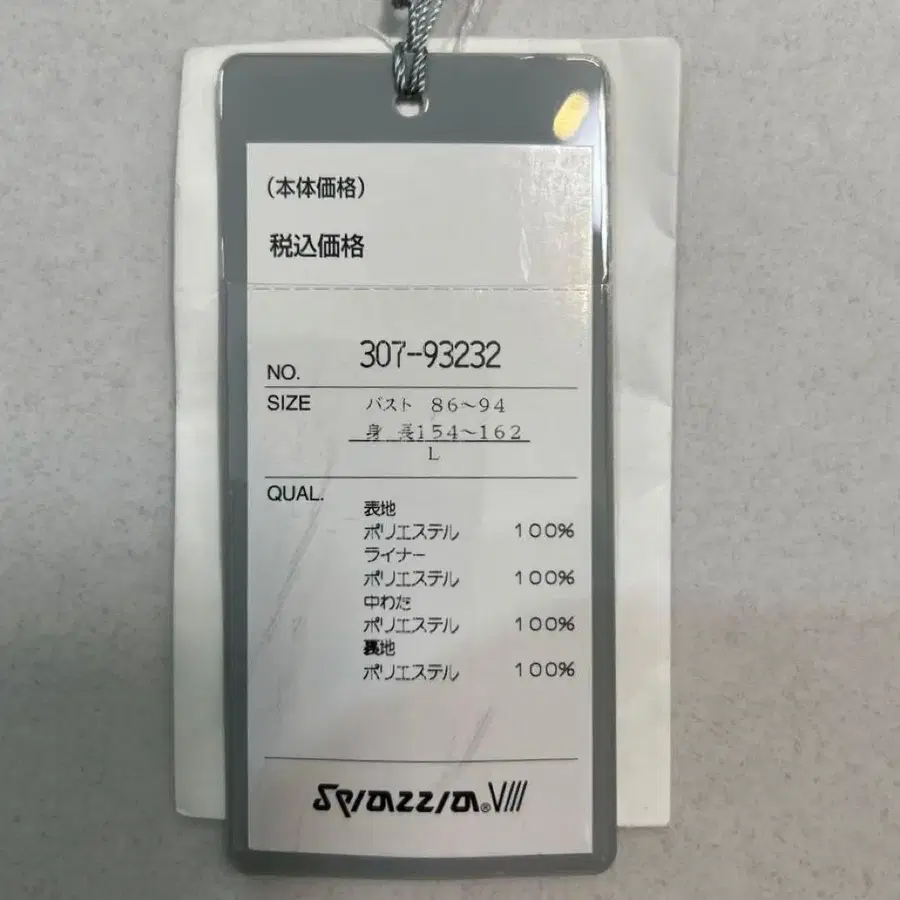 (本体価格)
税込価格
NO. 307-93232
SIZE バスト 86～94
身 長154～162
L
QUAL.
表地
ポリエステル 100%
ライナー
ポリエステル 100%
中わた
ポリエステル 100%
裏地
ポリエステル 100%
Spiazzia®VIII